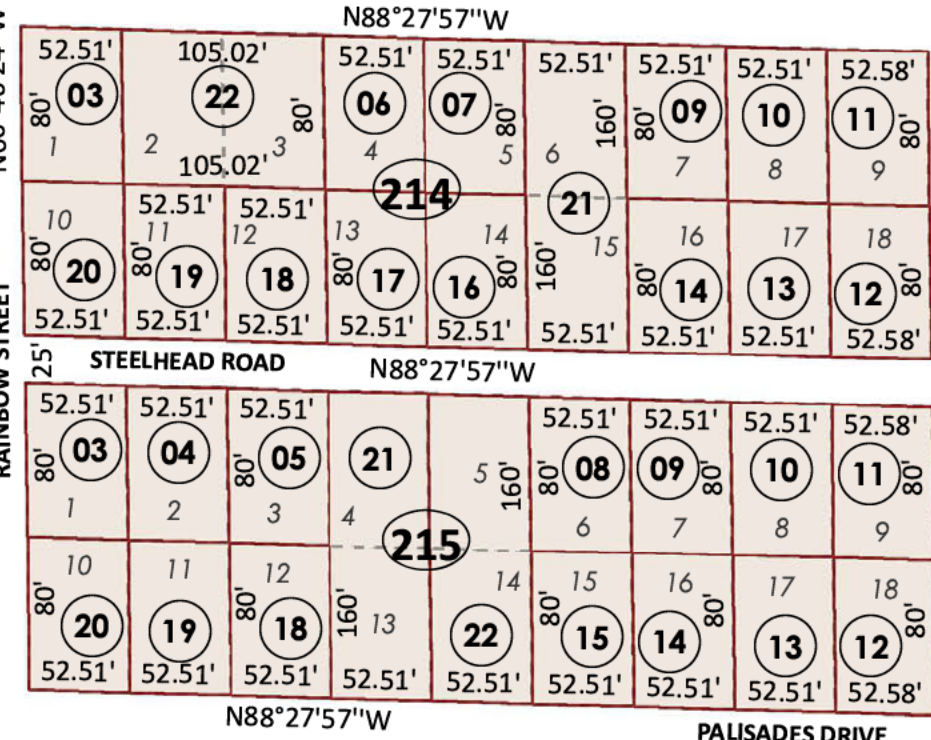 N88°27'57''W
52.51' 105.02' 52.51' 52.51' 52.51' 52.51' 52.51' 52.58'
80' 03 22 80' 06 07 80' 160' 80' 09 10 11 80'
1 2 3 4 5 6 7 8 9
105.02'
214 21
52.51' 52.51'
10 11 12 13 14 15 16 17 18
80' 20 80' 19 18 80' 17 16 80' 160' 80' 14 13 12 80'
52.51' 52.51' 52.51' 52.51' 52.51' 52.51' 52.51' 52.51' 52.58'
RAINBOW STREET
25'
STEELHEAD ROAD
N88°27'57''W
52.51' 52.51' 52.51' 52.51' 52.51' 52.51' 52.58'
80' 03 04 80' 05 21 5 160' 80' 08 09 80' 10 11 80'
1 2 3 4 6 7 8 9
215
10 11 12 13 14 15 16 17 18
80' 20 19 80' 18 160' 22 80' 15 14 80' 13 12 80'
52.51' 52.51' 52.51' 52.51' 52.51' 52.51' 52.51' 52.51' 52.58'
N88°27'57''W
PALISADES DRIVE